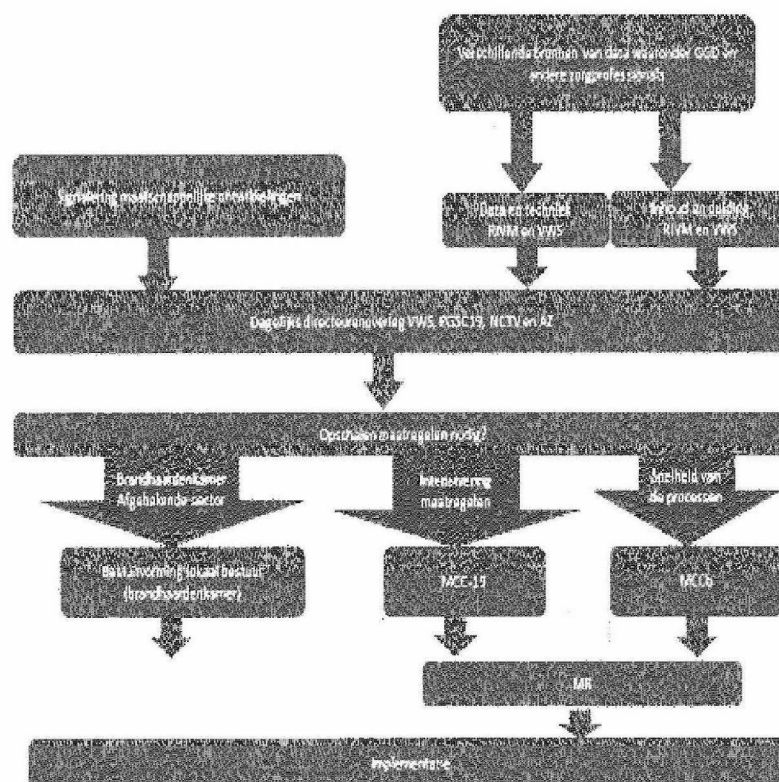 Verschillende bronnen van data waaronder GGD en
andere zorgprofessionals
Signalering maatschappelijke ontwikkelingen
Data en techniek
RIVM en VWS
Inhoud en duiding
RIVM en VWS
Dagelijks directeurenoverleg VWS, PGSC19, NCTV en AZ
Opschalen maatregelen nodig?
Brandhaardenkamer
Afgebakende sector
Intensivering
maatregelen
Snelheid van
de processen
Besluitvorming lokaal bestuur
(brandhaardenkamer)
MCC-19
MCCb
MR
Implementatie